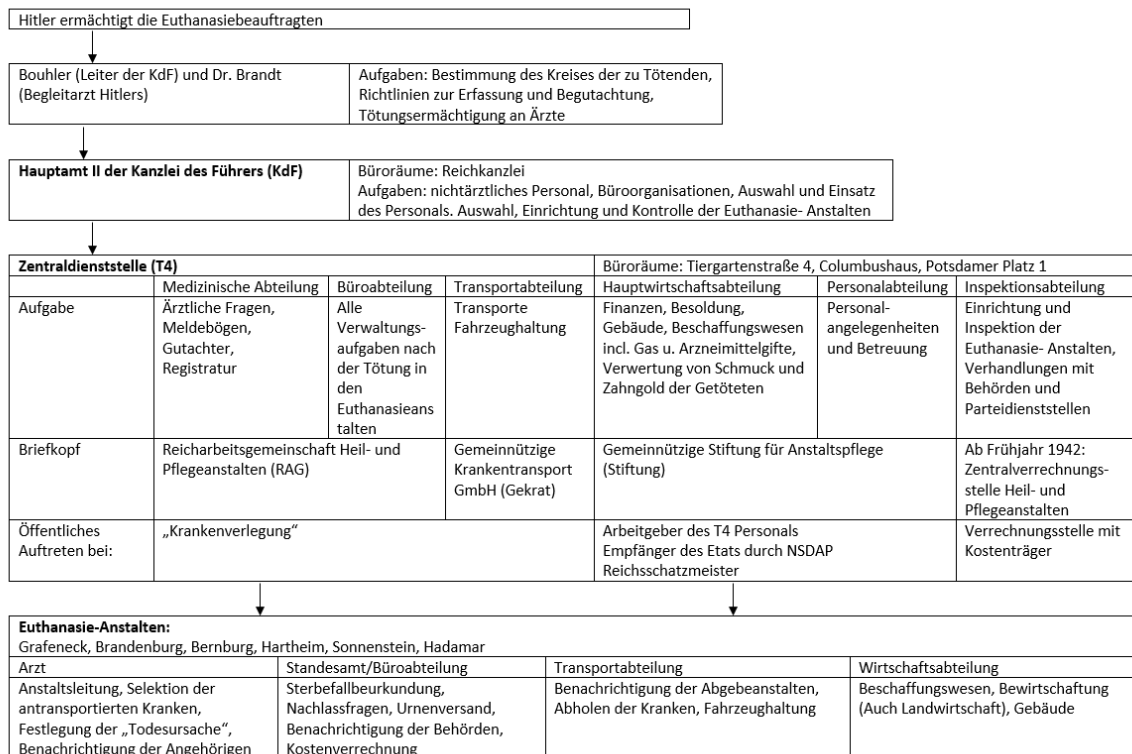 Hitler ermächtigt die Euthanasiebeauftragten
Bouhler (Leiter der KdF) und Dr. Brandt
(Begleitarzt Hitlers)
Aufgaben: Bestimmung des Kreises der zu Tötenden,
Richtlinien zur Erfassung und Begutachtung,
Tötungsermächtigung an Ärzte
Hauptamt II der Kanzlei des Führers (KdF)
Büroräume: Reichkanzlei
Aufgaben: nichtärztliches Personal, Büroorganisationen, Auswahl und Einsatz
des Personals. Auswahl, Einrichtung und Kontrolle der Euthanasie- Anstalten
Zentraldienststelle (T4)
Büroräume: Tiergartenstraße 4, Columbushaus, Potsdamer Platz 1
Medizinische Abteilung
Büroabteilung
Transportabteilung
Hauptwirtschaftsabteilung
Personalabteilung
Inspektionsabteilung
Aufgabe
Ärztliche Fragen,
Meldebögen,
Gutachter,
Registratur
Alle
Verwaltungs-
aufgaben nach
der Tötung in
den
Euthanasieans
talten
Transporte
Fahrzeughaltung
Finanzen, Besoldung,
Gebäude, Beschaffungswesen
incl. Gas u. Arzneimittelgifte,
Verwertung von Schmuck und
Zahngold der Getöteten
Personal-
angelegenheiten
und Betreuung
Einrichtung und
Inspektion der
Euthanasie- Anstalten,
Verhandlungen mit
Behörden und
Parteidienststellen
Briefkopf
Reicharbeitsgemeinschaft Heil- und
Pflegeanstalten (RAG)
Gemeinnützige
Krankentransport
GmbH (Gekrat)
Gemeinnützige Stiftung für Anstaltspflege
(Stiftung)
Ab Frühjahr 1942:
Zentralverrechnungs-
stelle Heil- und
Pflegeanstalten
Öffentliches
Auftreten bei:
„Krankenverlegung“
Arbeitgeber des T4 Personals
Empfänger des Etats durch NSDAP
Reichsschatzmeister
Verrechnungsstelle mit
Kostenträger
Euthanasie-Anstalten:
Grafeneck, Brandenburg, Bernburg, Hartheim, Sonnenstein, Hadamar
Arzt
Standesamt/Büroabteilung
Transportabteilung
Wirtschaftsabteilung
Anstaltsleitung, Selektion der
antransportierten Kranken,
Festlegung der „Todesursache“,
Benachrichtigung der Angehörigen
Sterbefallbeurkundung,
Nachlassfragen, Urnenversand,
Benachrichtigung der Behörden,
Kostenverrechnung
Benachrichtigung der Abgebeanstalten,
Abholen der Kranken, Fahrzeughaltung
Beschaffungswesen, Bewirtschaftung
(Auch Landwirtschaft), Gebäude